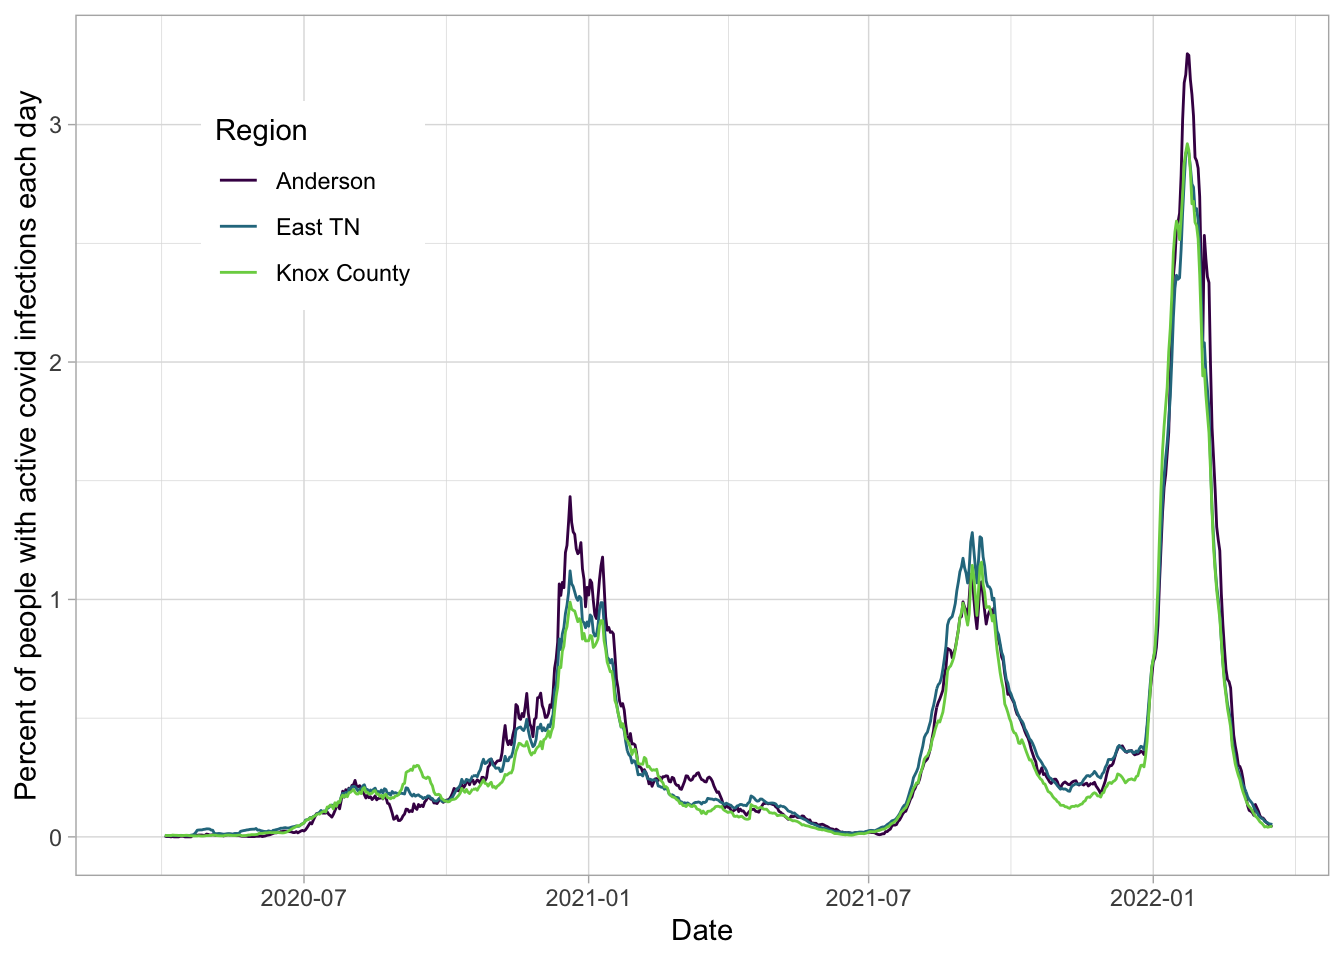 Percent of people with active covid infections each day
3
2
1
0
Region
Anderson
East TN
Knox County
2020-07
2021-01
2021-07
2022-01
Date